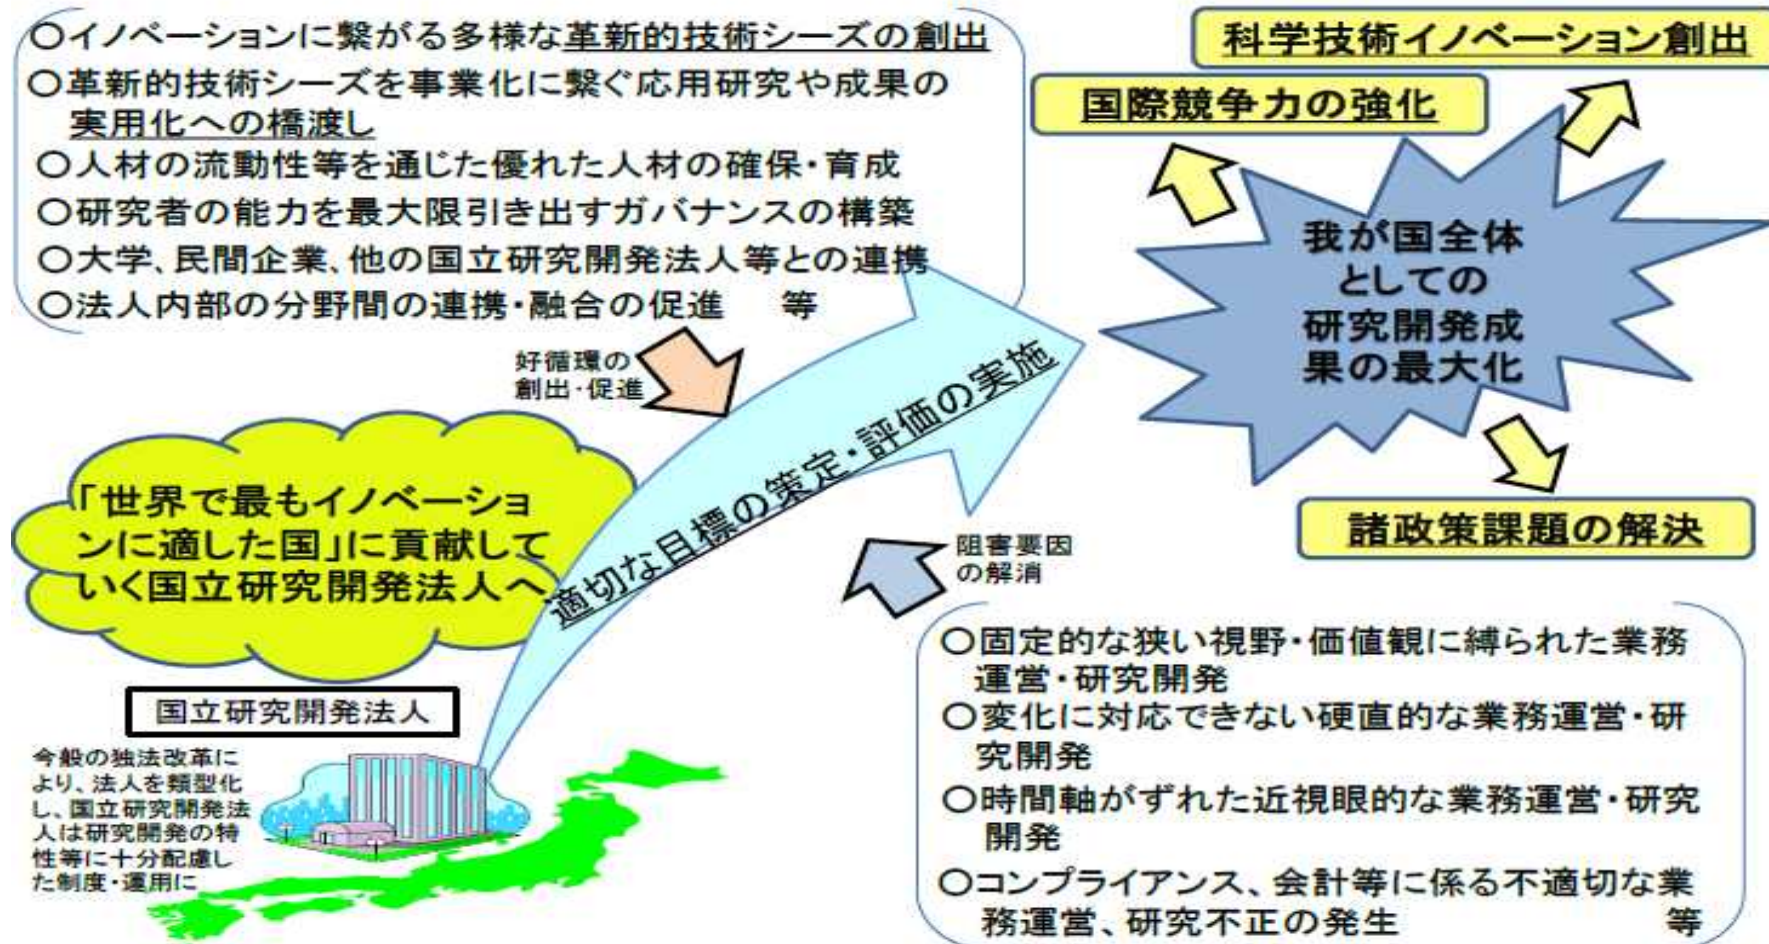 〇イノベーションに繋がる多様な革新的技術シーズの創出
〇革新的技術シーズを事業化に繋ぐ応用研究や成果の
実用化への橋渡し
〇人材の流動性等を通じた優れた人材の確保・育成
〇研究者の能力を最大限引き出すガバナンスの構築
〇大学、民間企業、他の国立研究開発法人等との連携
〇法人内部の分野間の連携・融合の促進　等
科学技術イノベーション創出
国際競争力の強化
我が国全体
としての
研究開発成
果の最大化
諸政策課題の解決
好循環の
創出・促進
適切な目標の策定・評価の実施
「世界で最もイノベーショ
ンに適した国」に貢献して
いく国立研究開発法人へ
阻害要因
の解消
国立研究開発法人
今般の独法改革に
より、法人を類型化
し、国立研究開発法
人は研究開発の特
性等に十分配慮し
た制度・運用に
〇固定的な狭い視野・価値観に縛られた業務
運営・研究開発
〇変化に対応できない硬直的な業務運営・研
究開発
〇時間軸がずれた近視眼的な業務運営・研究
開発
〇コンプライアンス、会計等に係る不適切な業
務運営、研究不正の発生　等